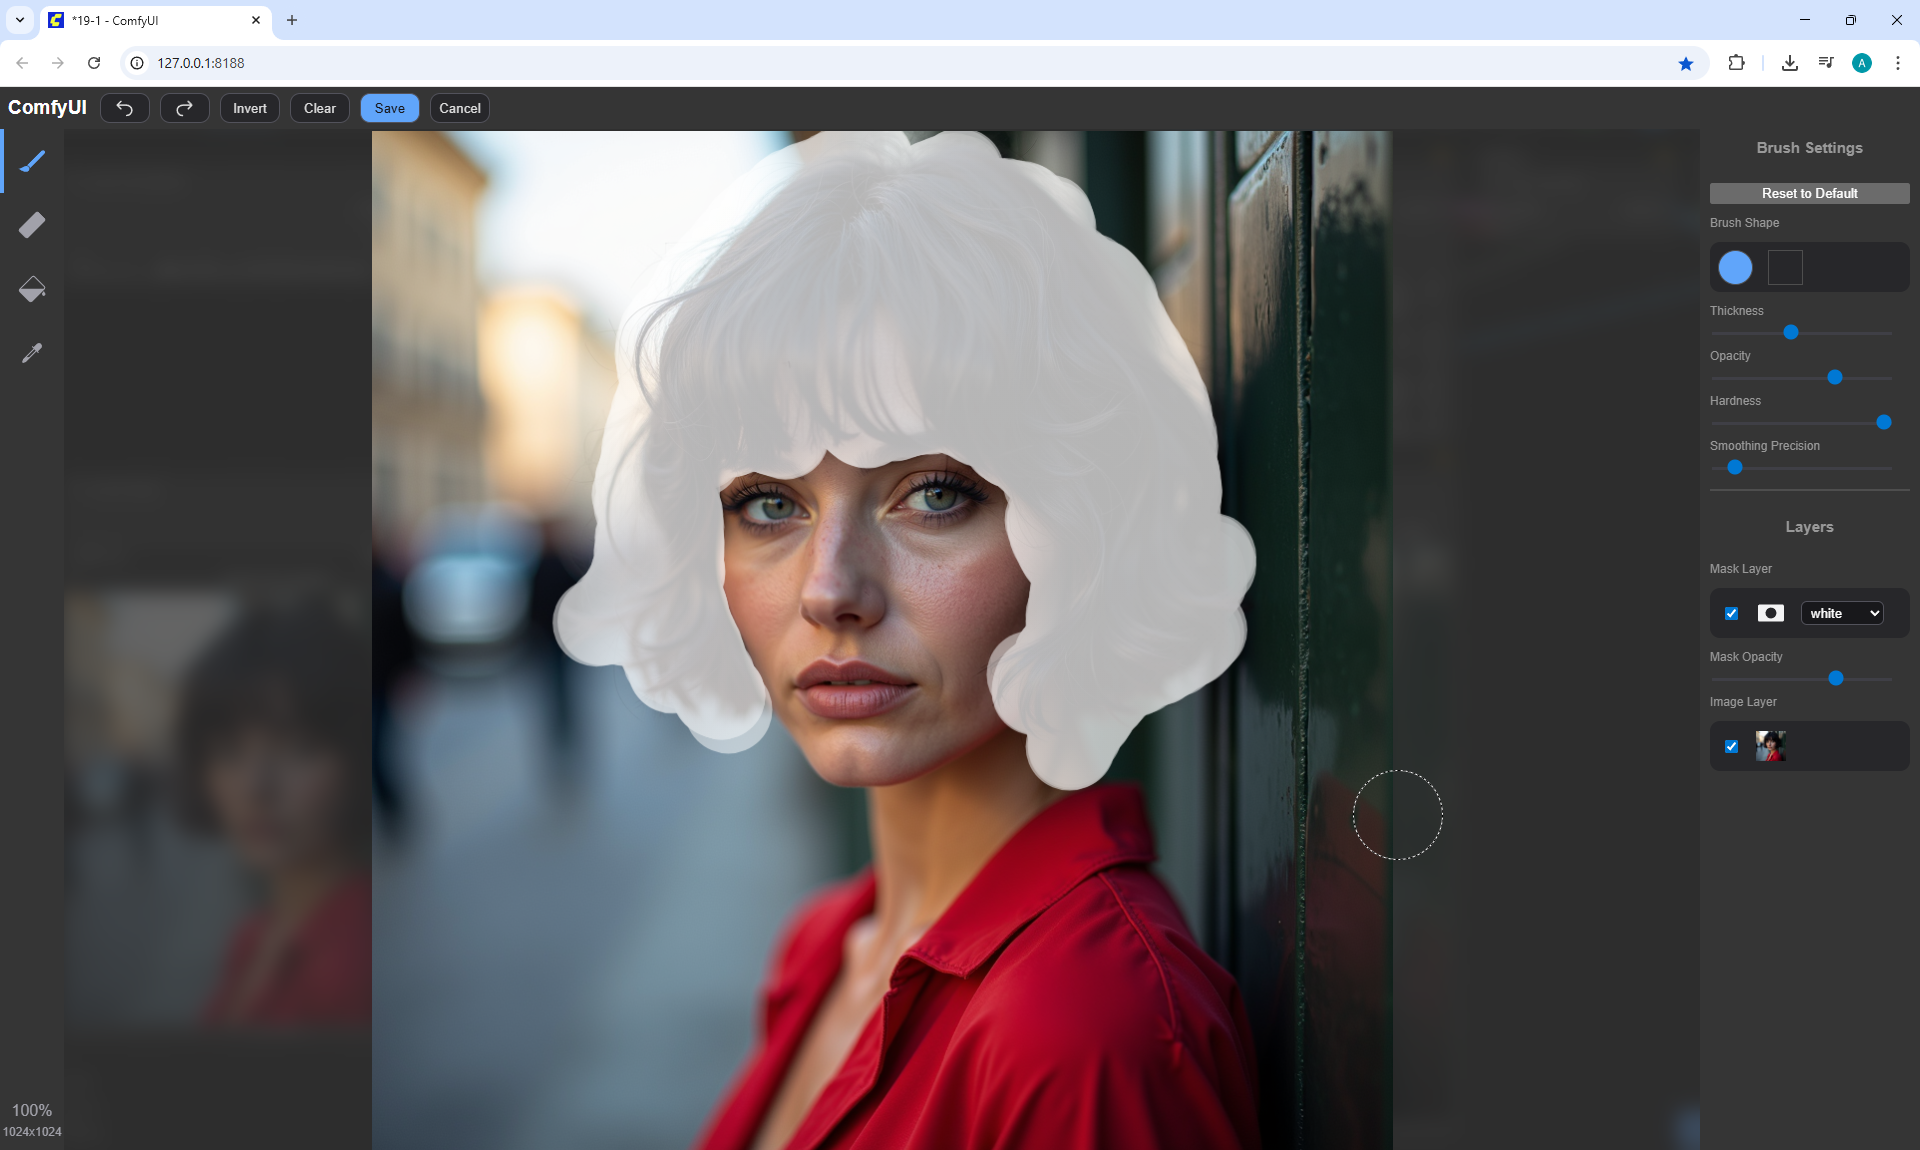 *19-1 - ComfyUI
127.0.0.1:8188
A
ComfyUI
Invert
Clear
Save
Cancel
Brush Settings
Reset to Default
Brush Shape
Thickness
Opacity
Hardness
Smoothing Precision
Layers
Mask Layer
white
Mask Opacity
Image Layer
100%
1024x1024